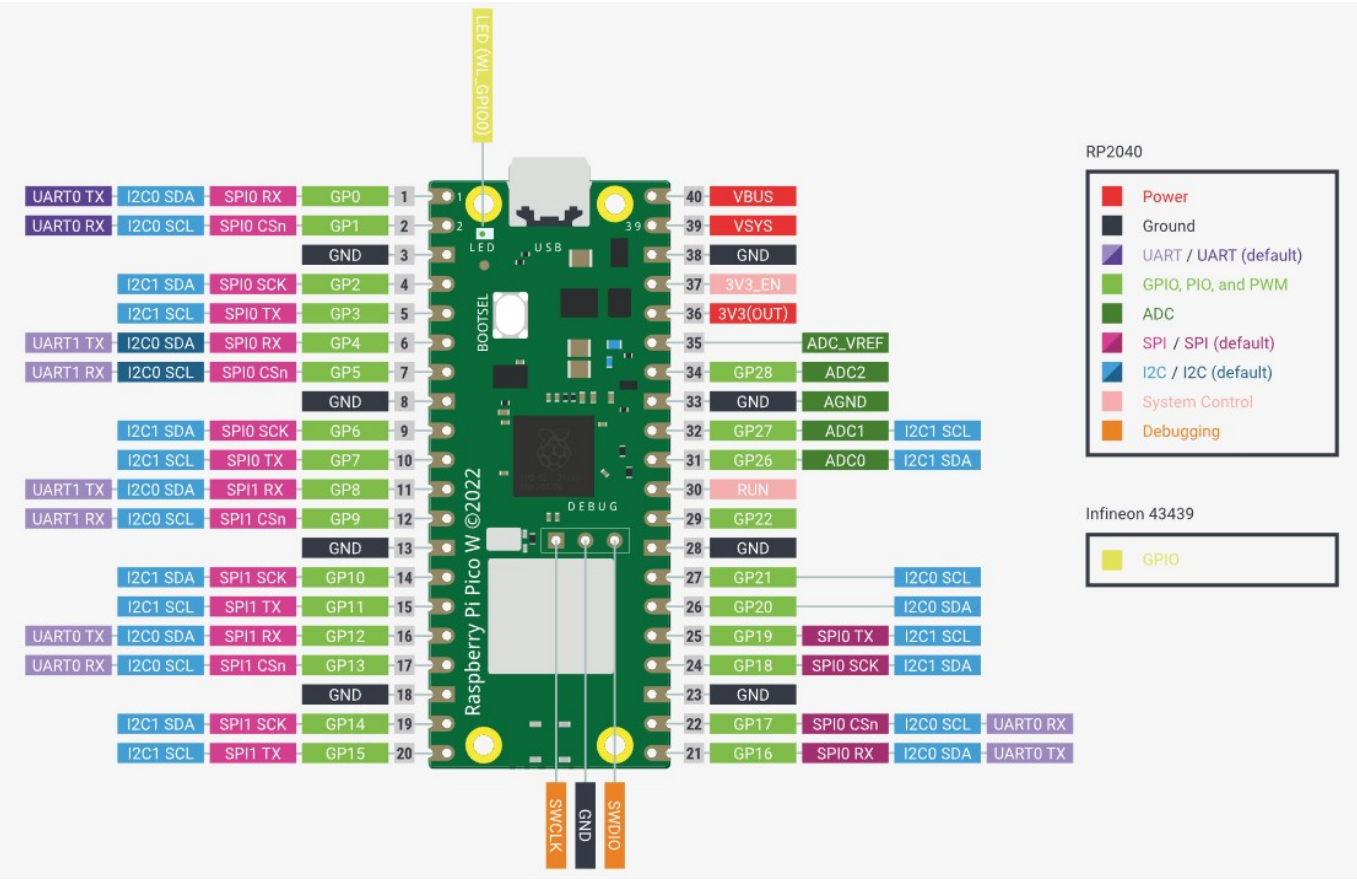 LED (WL_GPIO0)
UART0 TX I2C0 SDA SPI0 RX GP0 1
UART0 RX I2C0 SCL SPI0 CSn GP1 2
GND 3
I2C1 SDA SPI0 SCK GP2 4
I2C1 SCL SPI0 TX GP3 5
UART1 TX I2C0 SDA SPI0 RX GP4 6
UART1 RX I2C0 SCL SPI0 CSn GP5 7
GND 8
I2C1 SDA SPI0 SCK GP6 9
I2C1 SCL SPI0 TX GP7 10
UART1 TX I2C0 SDA SPI1 RX GP8 11
UART1 RX I2C0 SCL SPI1 CSn GP9 12
GND 13
I2C1 SDA SPI1 SCK GP10 14
I2C1 SCL SPI1 TX GP11 15
UART0 TX I2C0 SDA SPI1 RX GP12 16
UART0 RX I2C0 SCL SPI1 CSn GP13 17
GND 18
I2C1 SDA SPI1 SCK GP14 19
I2C1 SCL SPI1 TX GP15 20
1
2
39
LED
USB
BOOTSEL
DEBUG
Raspberry Pi Pico W ©2022
40 VBUS
39 VSYS
38 GND
37 3V3_EN
36 3V3(OUT)
35 ADC_VREF
34 GP28 ADC2
33 GND AGND
32 GP27 ADC1 I2C1 SCL
31 GP26 ADC0 I2C1 SDA
30 RUN
29 GP22
28 GND
27 GP21 I2C0 SCL
26 GP20 I2C0 SDA
25 GP19 SPI0 TX I2C1 SCL
24 GP18 SPI0 SCK I2C1 SDA
23 GND
22 GP17 SPI0 CSn I2C0 SCL UART0 RX
21 GP16 SPI0 RX I2C0 SDA UART0 TX
SWCLK
GND
SWDIO
RP2040
Power
Ground
UART / UART (default)
GPIO, PIO, and PWM
ADC
SPI / SPI (default)
I2C / I2C (default)
System Control
Debugging
Infineon 43439
GPIO